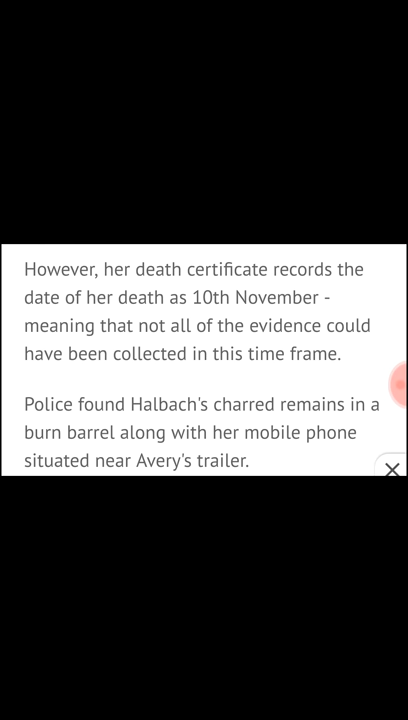 However, her death certificate records the
date of her death as 10th November -
meaning that not all of the evidence could
have been collected in this time frame.
Police found Halbach's charred remains in a
burn barrel along with her mobile phone
situated near Avery's trailer.